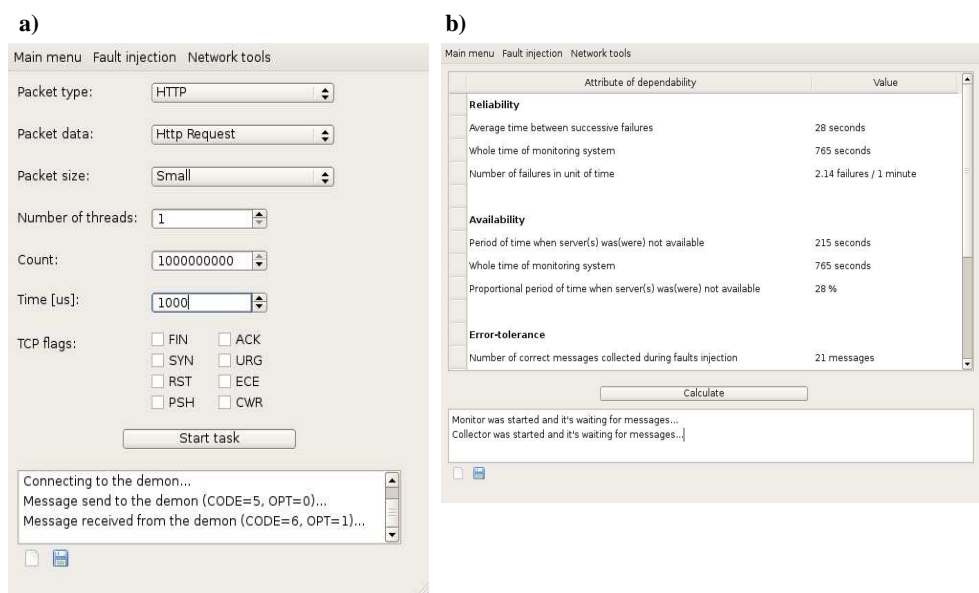 a)
Main menu Fault injection Network tools
Packet type: HTTP
Packet data: Http Request
Packet size: Small
Number of threads: 1
Count: 1000000000
Time [us]: 1000
TCP flags: FIN ACK
SYN URG
RST ECE
PSH CWR
Start task
Connecting to the demon...
Message send to the demon (CODE=5, OPT=0)...
Message received from the demon (CODE=6, OPT=1)...
b)
Main menu Fault injection Network tools
Attribute of dependability Value
Reliability
Average time between successive failures 28 seconds
Whole time of monitoring system 765 seconds
Number of failures in unit of time 2.14 failures / 1 minute
Availability
Period of time when server(s) was(were) not available 215 seconds
Whole time of monitoring system 765 seconds
Proportional period of time when server(s) was(were) not available 28 %
Error-tolerance
Number of correct messages collected during faults injection 21 messages
Calculate
Monitor was started and it's waiting for messages...
Collector was started and it's waiting for messages...